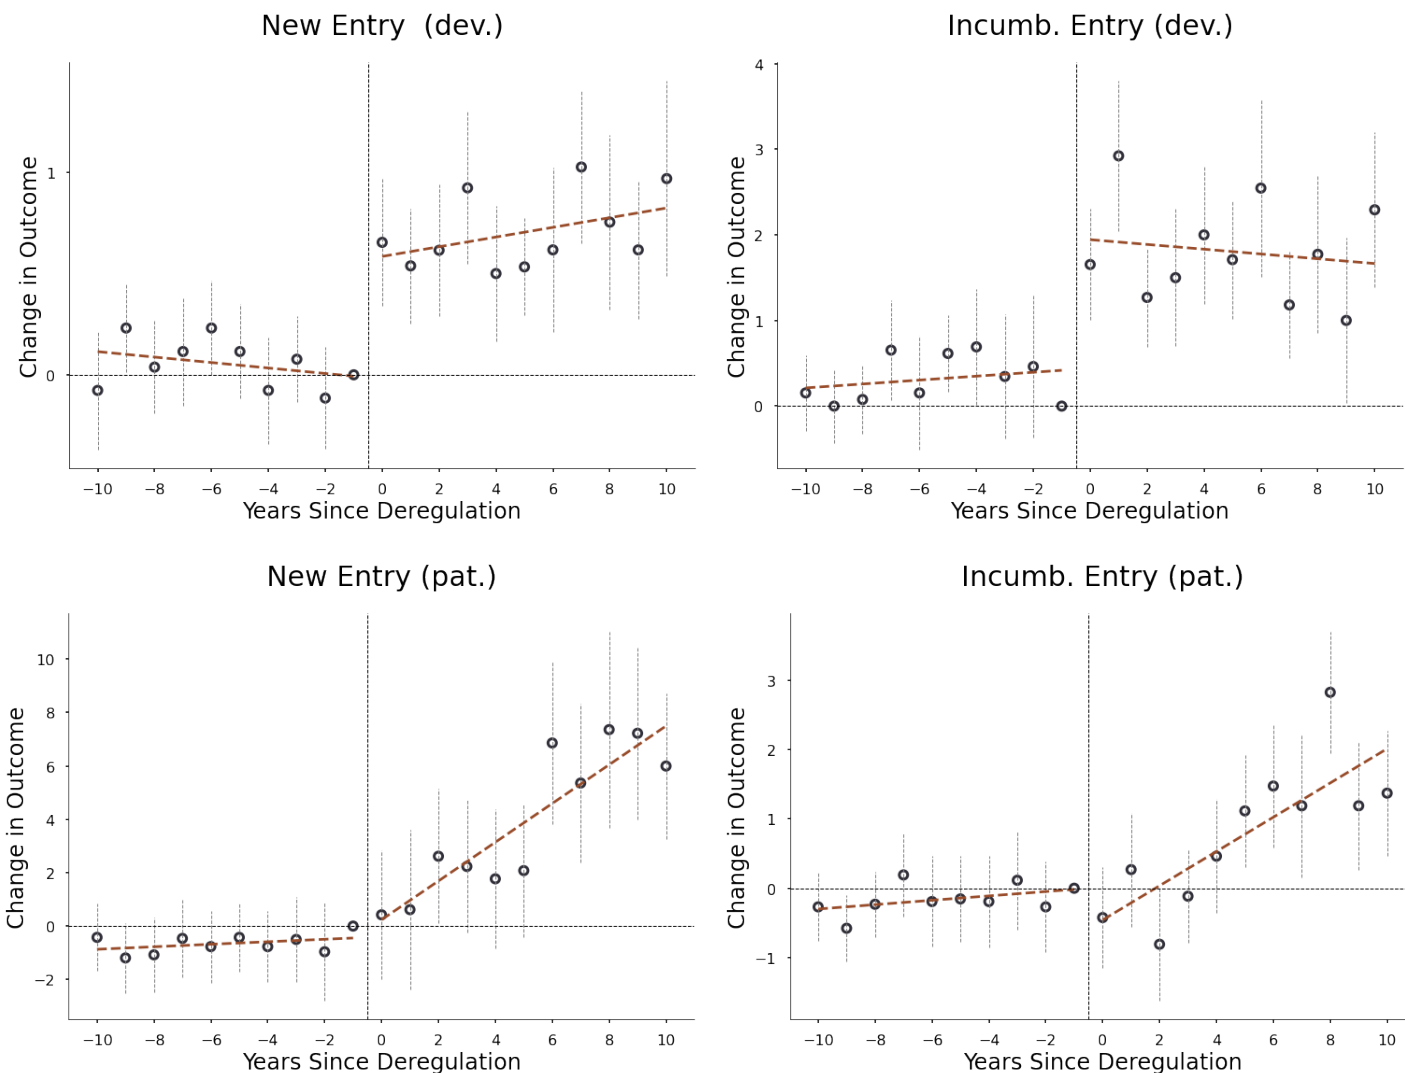 New Entry  (dev.)
Change in Outcome
1
0
−10 −8 −6 −4 −2 0 2 4 6 8 10
Years Since Deregulation
Incumb. Entry (dev.)
Change in Outcome
4
3
2
1
0
−10 −8 −6 −4 −2 0 2 4 6 8 10
Years Since Deregulation
New Entry (pat.)
Change in Outcome
10
8
6
4
2
0
−2
−10 −8 −6 −4 −2 0 2 4 6 8 10
Years Since Deregulation
Incumb. Entry (pat.)
Change in Outcome
3
2
1
0
−1
−10 −8 −6 −4 −2 0 2 4 6 8 10
Years Since Deregulation